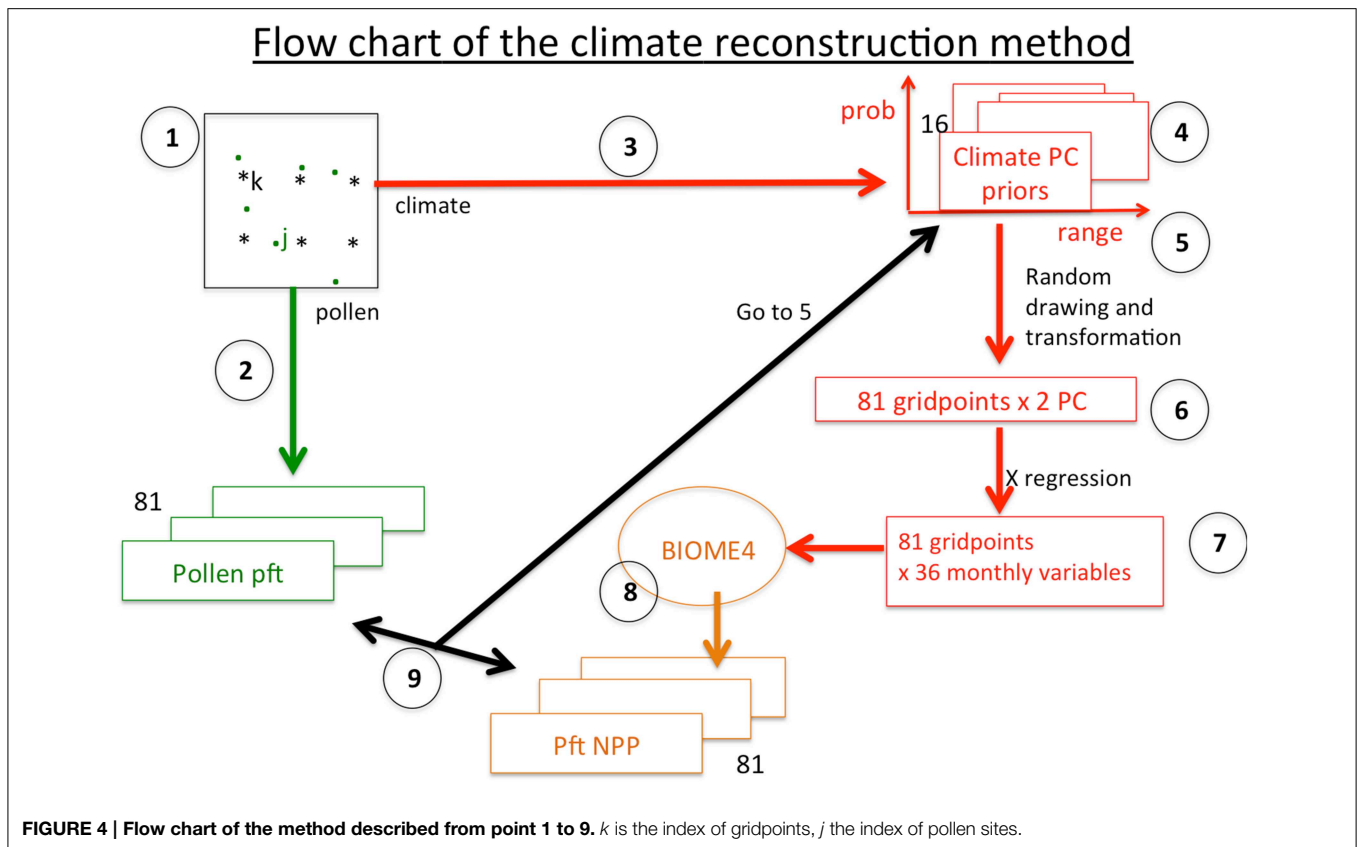 Flow chart of the climate reconstruction method
1
*k
*
*
*
j
*
*
climate
pollen
3
prob
16
Climate PC
priors
range
4
5
2
Go to 5
Random
drawing and
transformation
81 gridpoints x 2 PC
6
X regression
81
Pollen pft
BIOME4
8
81 gridpoints
x 36 monthly variables
7
9
Pft NPP
81
FIGURE 4 | Flow chart of the method described from point 1 to 9. k is the index of gridpoints, j the index of pollen sites.